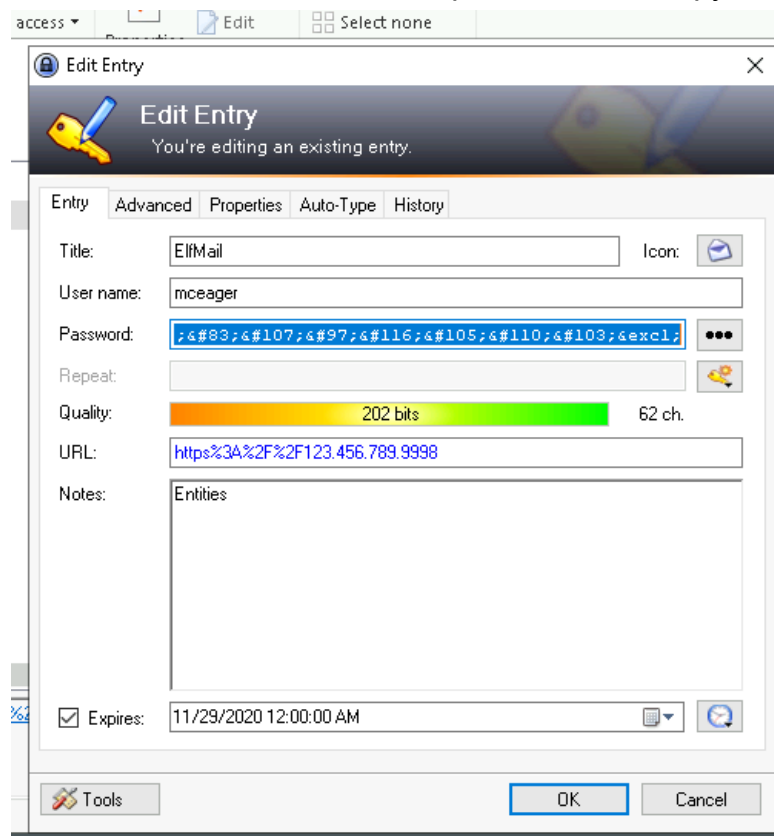 access Edit Select none
Edit Entry
Edit Entry
You're editing an existing entry.
Entry Advanced Properties Auto-Type History
Title: ElfMail Icon:
User name: mceager
Password: ;&#83;&#107;&#97;&#116;&#105;&#110;&#103;&excl;
Repeat:
Quality: 202 bits 62 ch.
URL: https%3A%2F%2F123.456.789.9998
Notes: Entities
%2
Expires: 11/29/2020 12:00:00 AM
Tools OK Cancel